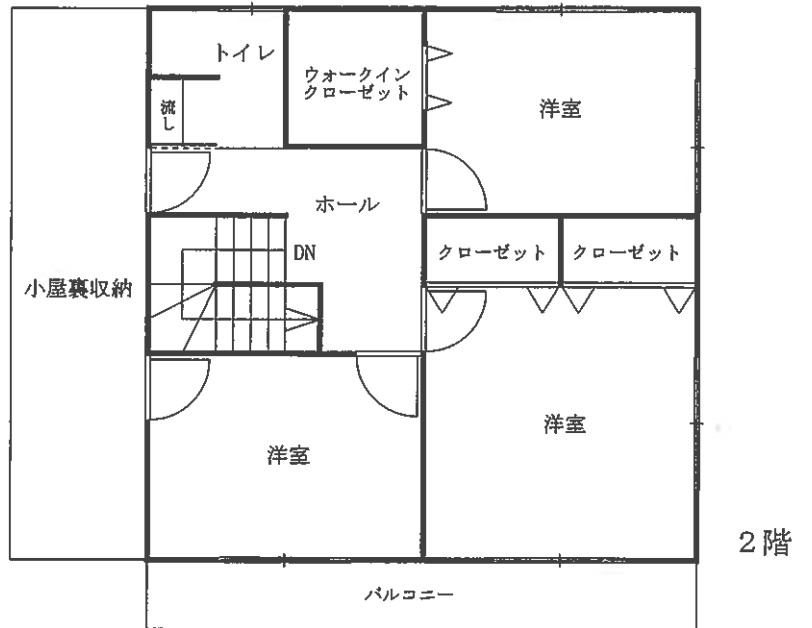 トイレ
ウォークイン
クローゼット
洋室
流し
ホール
DN
クローゼット
クローゼット
小屋裏収納
洋室
洋室
2階
バルコニー